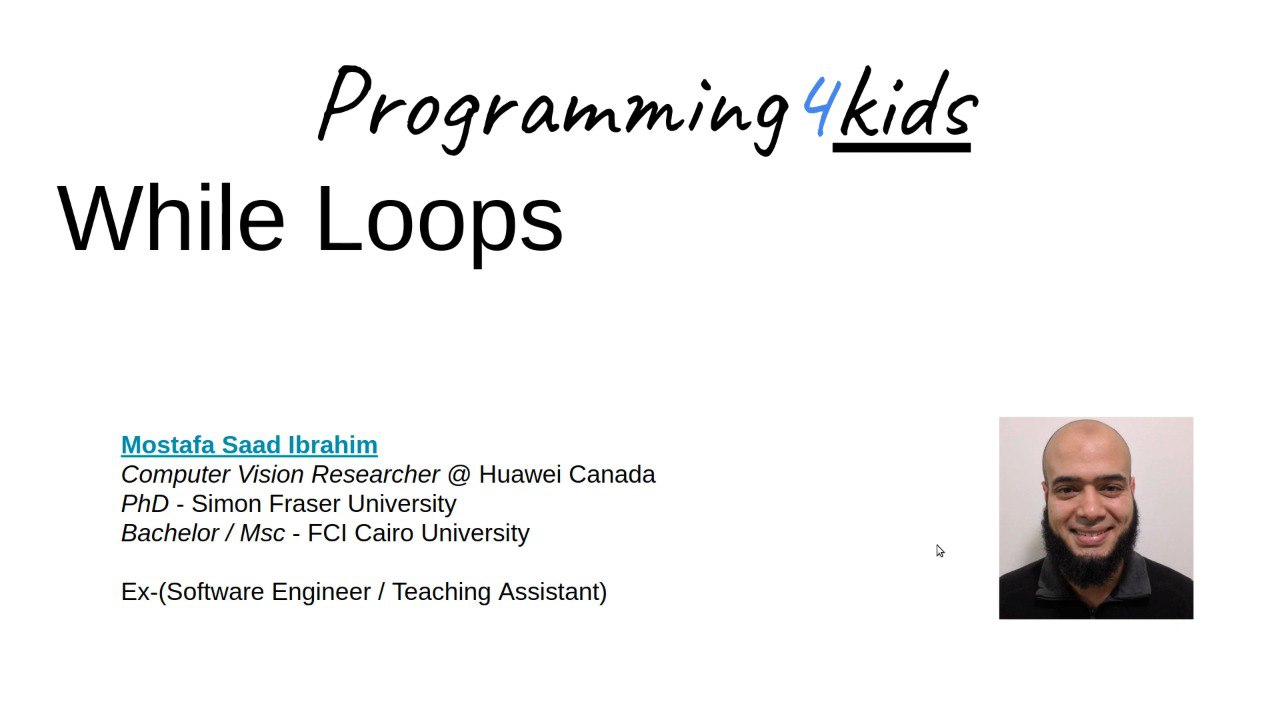 Programming4kids
While Loops
Mostafa Saad Ibrahim
Computer Vision Researcher @ Huawei Canada
PhD - Simon Fraser University
Bachelor / Msc - FCI Cairo University
Ex-(Software Engineer / Teaching Assistant)